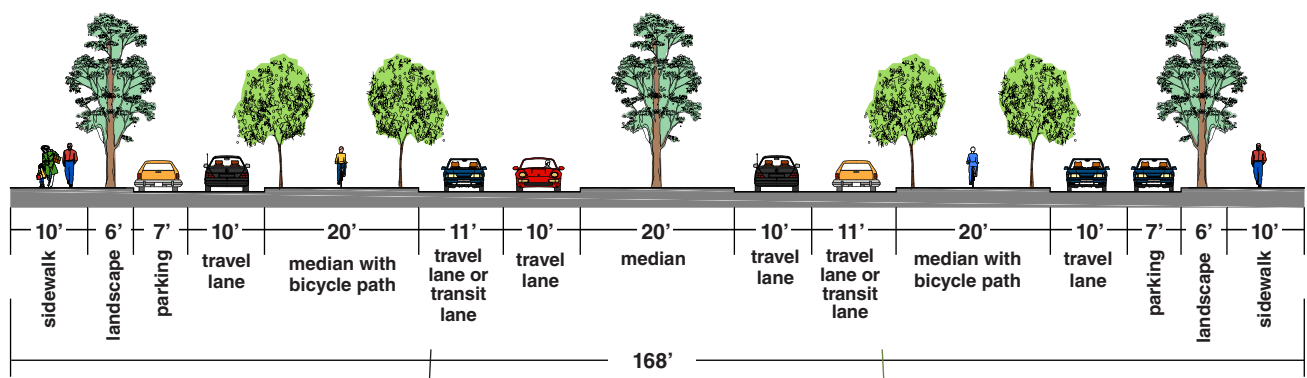 10’ 6’ 7’ 10’ 20’ 11’ 10’ 20’ 10’ 11’ 20’ 10’ 7’ 6’ 10’
sidewalk
landscape
parking
travel
lane
median with
bicycle path
travel
lane or
transit
lane
travel
lane
median
travel
lane
travel
lane or
transit
lane
median with
bicycle path
travel
lane
parking
landscape
sidewalk
168’